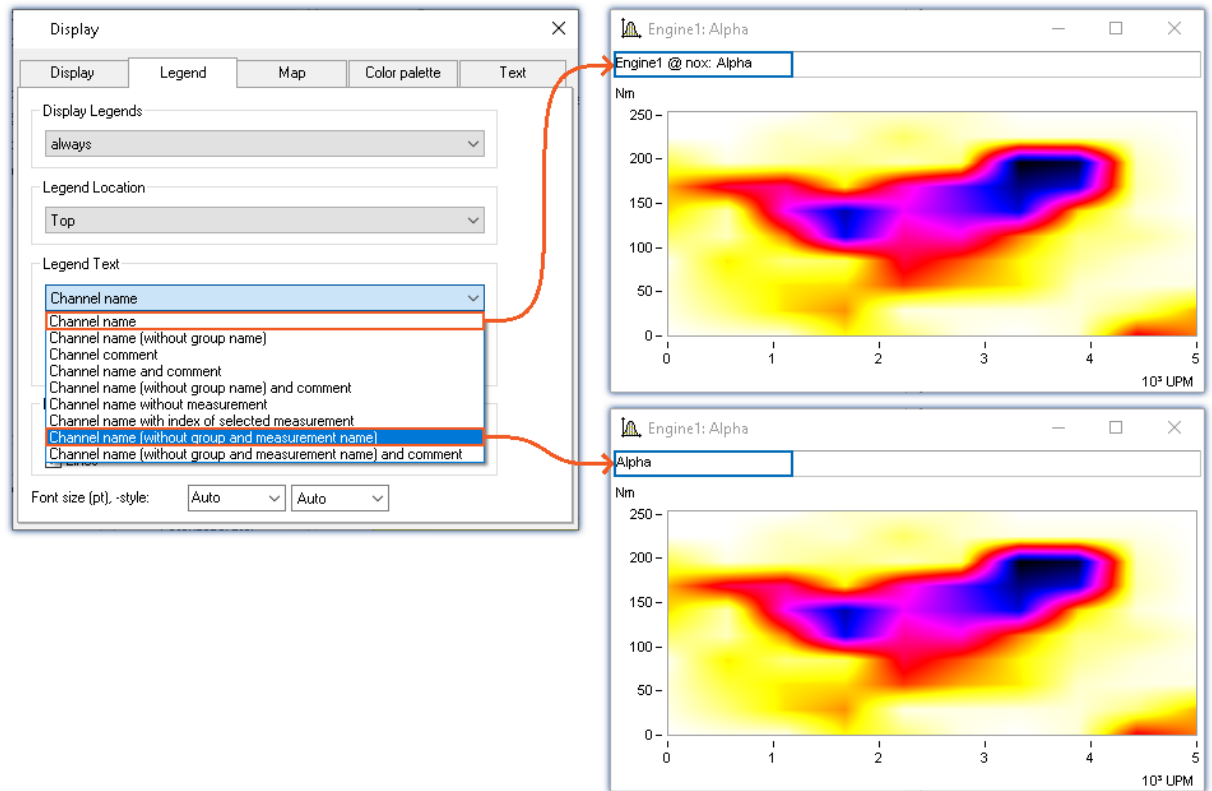 Display
Display Legend Map Color palette Text
Display Legends
always
Legend Location
Top
Legend Text
Channel name
Channel name
Channel name (without group name)
Channel comment
Channel name and comment
Channel name (without group name) and comment
Channel name without measurement
Channel name with index of selected measurement
Channel name (without group and measurement name)
Channel name (without group and measurement name) and comment
Font size (pt), -style: Auto Auto
Engine1: Alpha
Engine1 @ nox: Alpha
Nm
250
200
150
100
50
0
0 1 2 3 4 5
10³ UPM
Engine1: Alpha
Alpha
Nm
250
200
150
100
50
0
0 1 2 3 4 5
10³ UPM